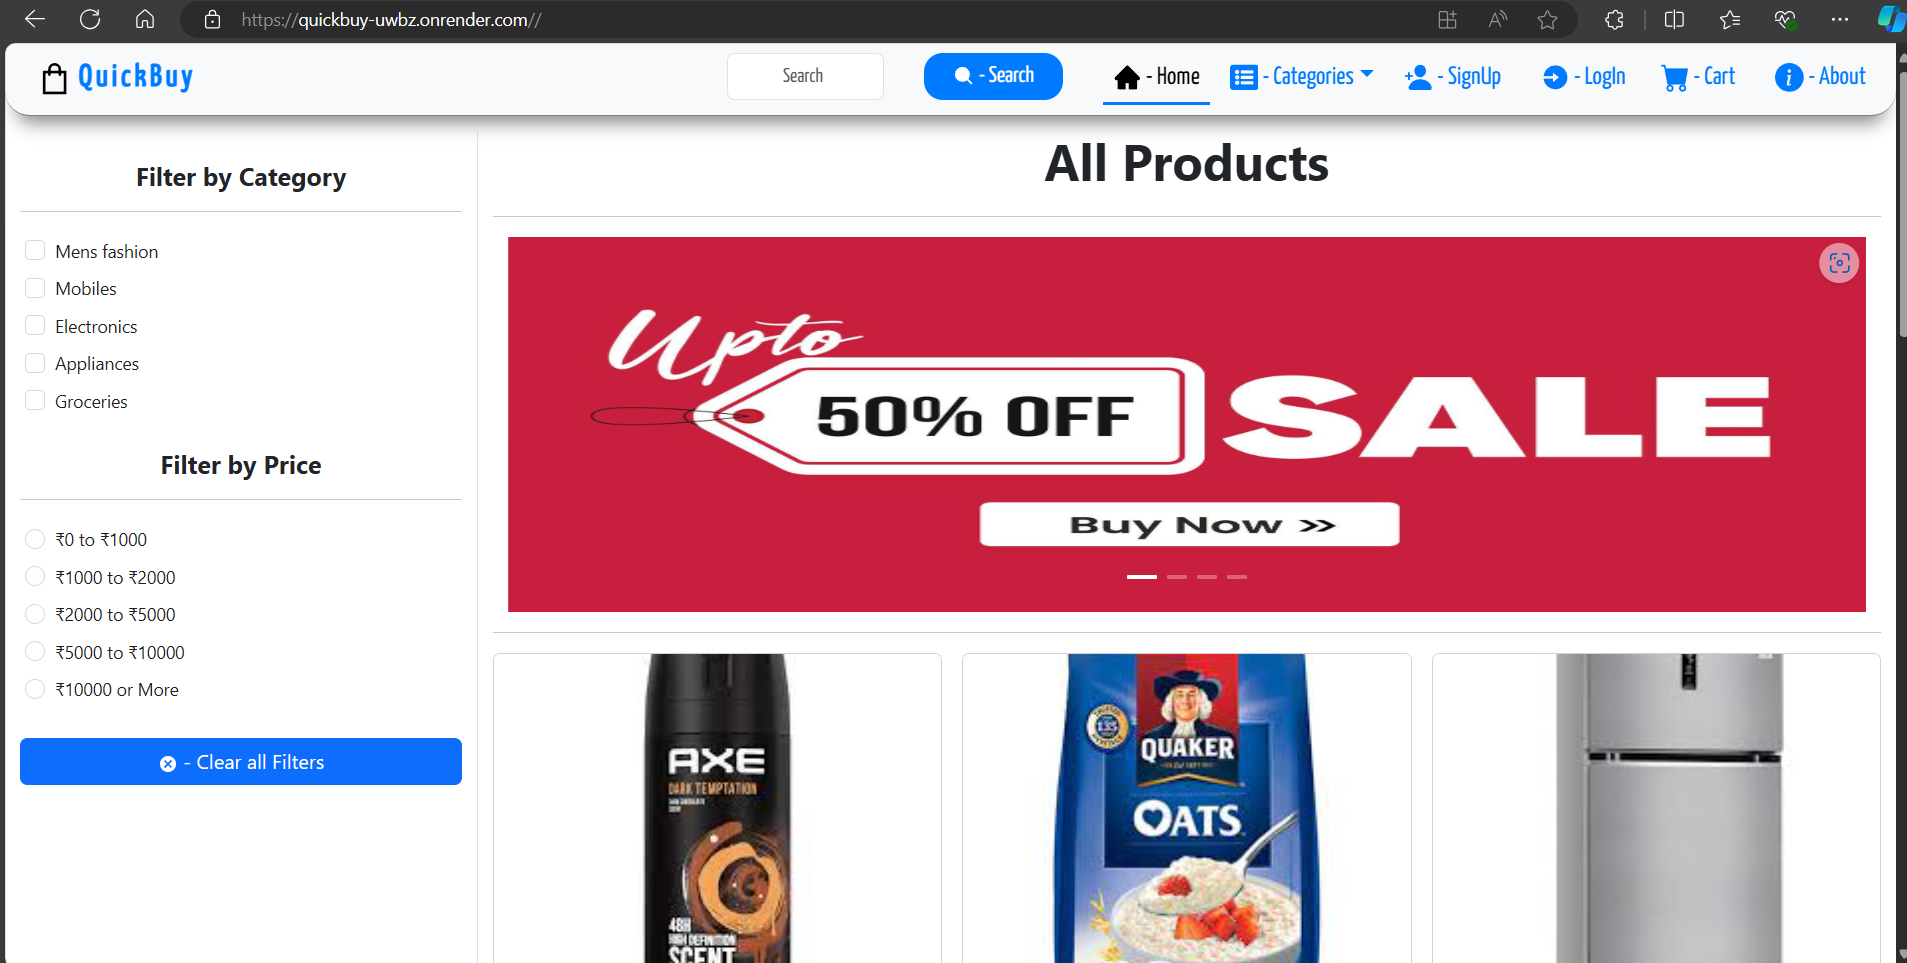 https://quickbuy-uwbz.onrender.com//
QuickBuy
Search
- Search
- Home
- Categories
- SignUp
- LogIn
- Cart
- About
Filter by Category
Mens fashion
Mobiles
Electronics
Appliances
Groceries
Filter by Price
₹0 to ₹1000
₹1000 to ₹2000
₹2000 to ₹5000
₹5000 to ₹10000
₹10000 or More
- Clear all Filters
All Products
Upto
50% OFF
SALE
Buy Now >>
AXE
DARK TEMPTATION
48H
HIGH DEFINITION
SCENT
QUAKER
OATS